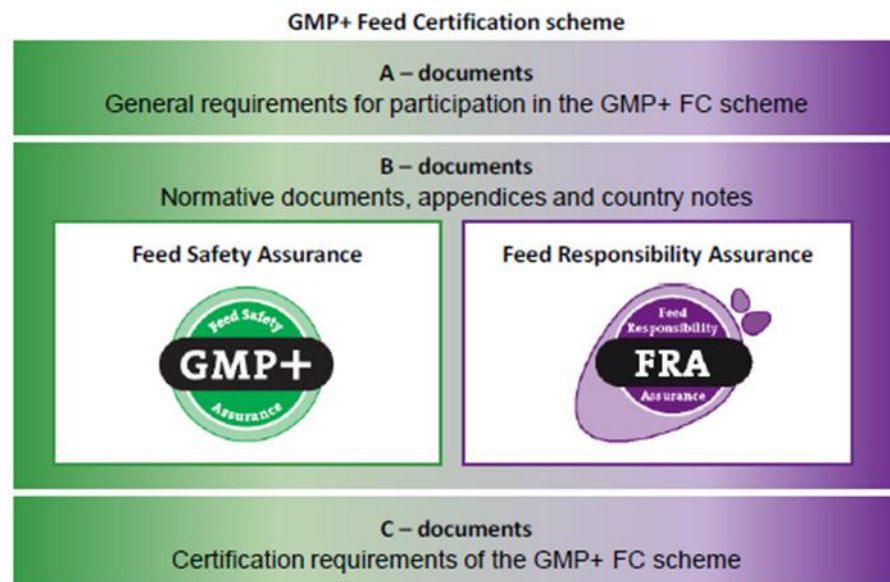 GMP+ Feed Certification scheme
A – documents
General requirements for participation in the GMP+ FC scheme
B – documents
Normative documents, appendices and country notes
Feed Safety Assurance
Feed Safety
GMP+
Assurance
Feed Responsibility Assurance
Feed
Responsibility
FRA
Assurance
C – documents
Certification requirements of the GMP+ FC scheme